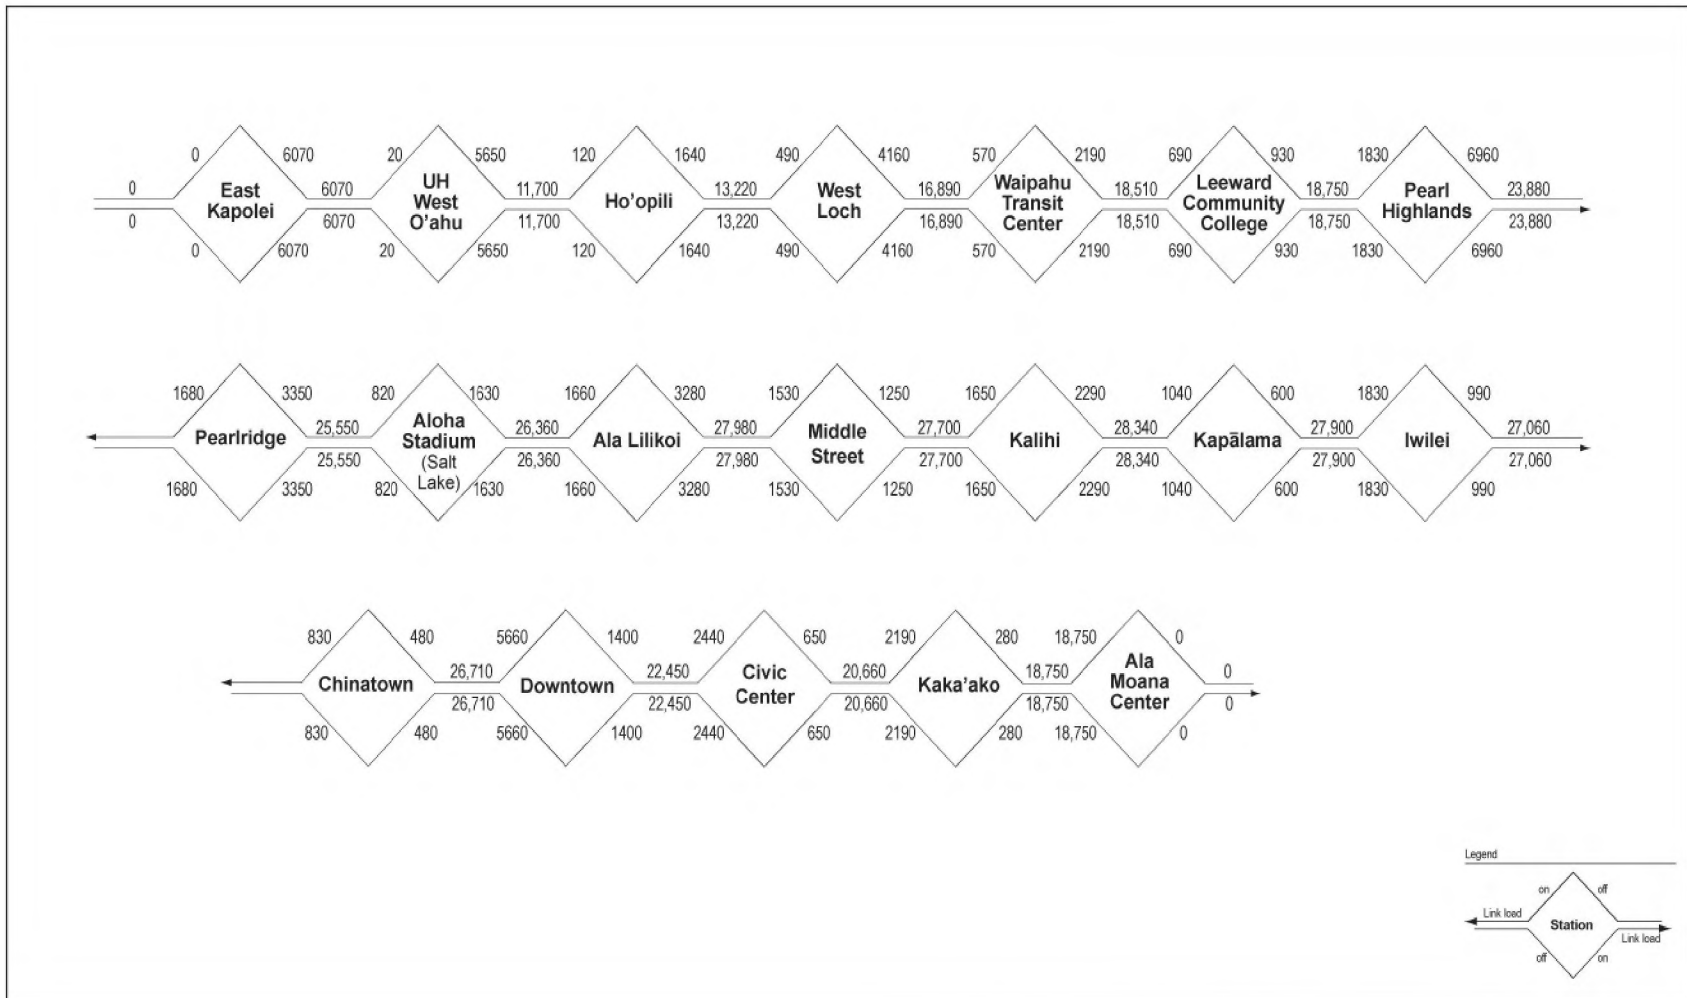 0 6070 20 5650 120 1640 490 4160 570 2190 690 930 1830 6960
0 6070 11,700 13,220 16,890 18,510 18,750 23,880
East
Kapolei
UH
West
O'ahu
Ho'opili
West
Loch
Waipahu
Transit
Center
Leeward
Community
College
Pearl
Highlands
0 6070 11,700 13,220 16,890 18,510 18,750 23,880
0 6070 20 5650 120 1640 490 4160 570 2190 690 930 1830 6960
1680 3350 820 1630 1660 3280 1530 1250 1650 2290 1040 600 1830 990
25,550 26,360 27,980 27,700 28,340 27,900 27,060
Pearlridge
Aloha
Stadium
(Salt
Lake)
Ala Lilikoi
Middle
Street
Kalihi
Kapālama
Iwilei
25,550 26,360 27,980 27,700 28,340 27,900 27,060
1680 3350 820 1630 1660 3280 1530 1250 1650 2290 1040 600 1830 990
830 480 5660 1400 2440 650 2190 280 18,750 0
26,710 22,450 20,660 18,750 0
Chinatown
Downtown
Civic
Center
Kaka'ako
Ala
Moana
Center
26,710 22,450 20,660 18,750 0
830 480 5660 1400 2440 650 2190 280 18,750 0
Legend
on off
Link load
Station
Link load
off on